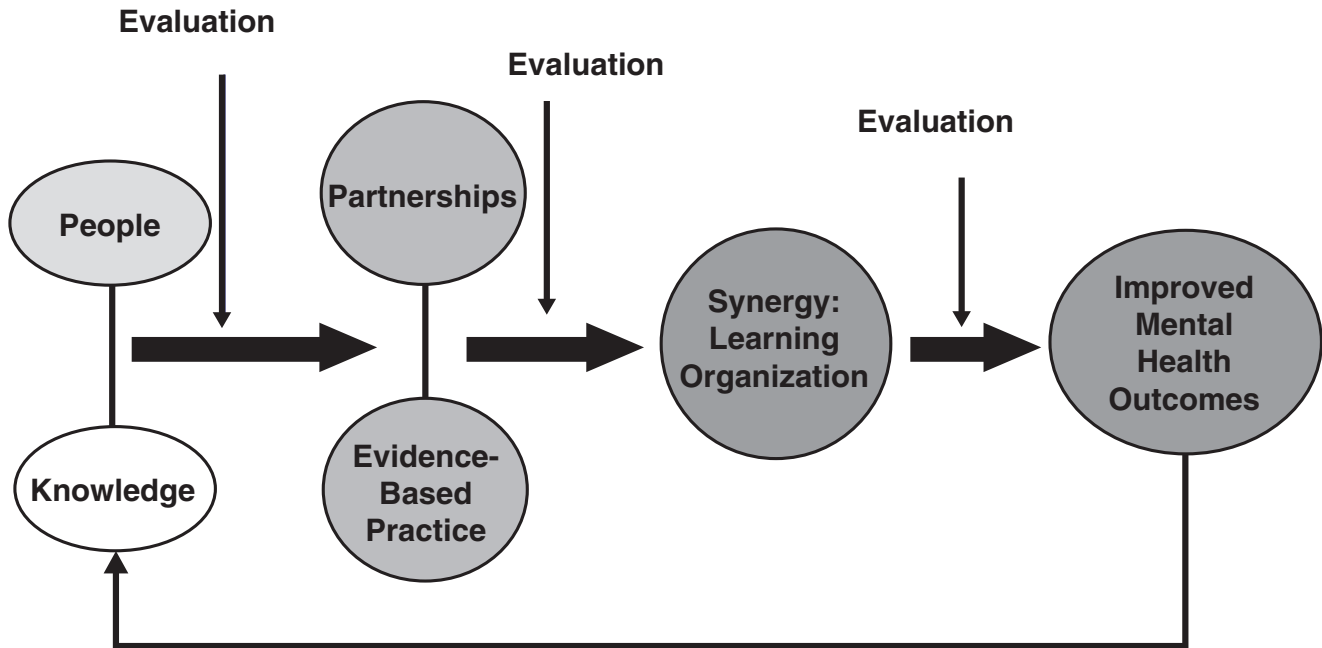 Evaluation
Evaluation
Evaluation
People
Knowledge
Partnerships
Evidence-
Based
Practice
Synergy:
Learning
Organization
Improved
Mental
Health
Outcomes